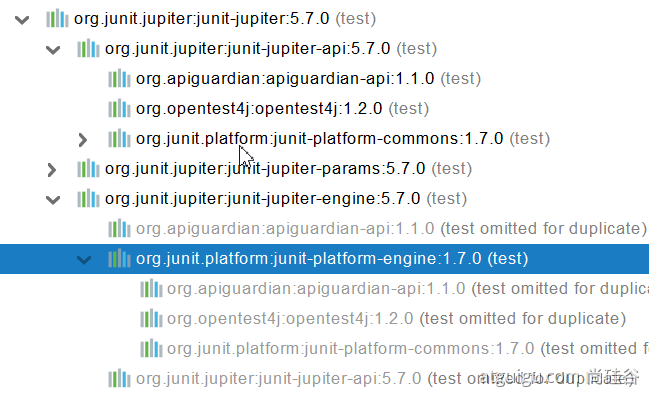 org.junit.jupiter:junit-jupiter:5.7.0 (test)
org.junit.jupiter:junit-jupiter-api:5.7.0 (test)
org.apiguardian:apiguardian-api:1.1.0 (test)
org.opentest4j:opentest4j:1.2.0 (test)
org.junit.platform:junit-platform-commons:1.7.0 (test)
org.junit.jupiter:junit-jupiter-params:5.7.0 (test)
org.junit.jupiter:junit-jupiter-engine:5.7.0 (test)
org.apiguardian:apiguardian-api:1.1.0 (test omitted for duplicate)
org.junit.platform:junit-platform-engine:1.7.0 (test)
org.apiguardian:apiguardian-api:1.1.0 (test omitted for duplica
org.opentest4j:opentest4j:1.2.0 (test omitted for duplicate)
org.junit.platform:junit-platform-commons:1.7.0 (test omitted fo
org.junit.jupiter:junit-jupiter-api:5.7.0 (test omitted for duplicate)
atguigu.com 尚硅谷